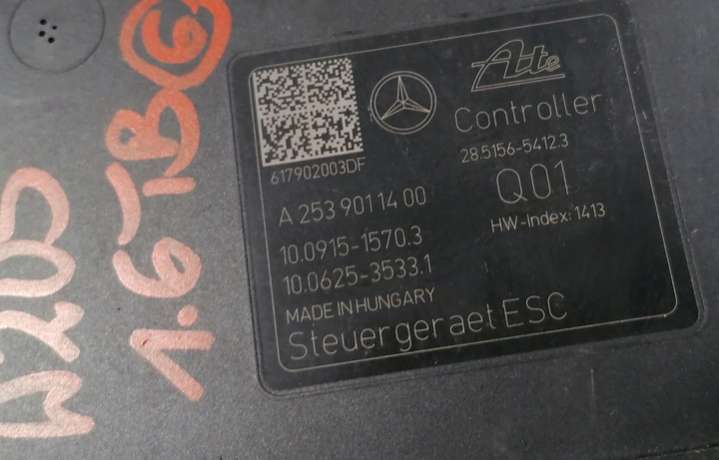 Ate
Controller
28.5156-5412.3
Q01
HW-Index: 1413
617902003DF
A 253 901 14 00
10.0915-1570.3
10.0625-3533.1
MADE IN HUNGARY
Steuergeraet ESC
W205
1.6TB G